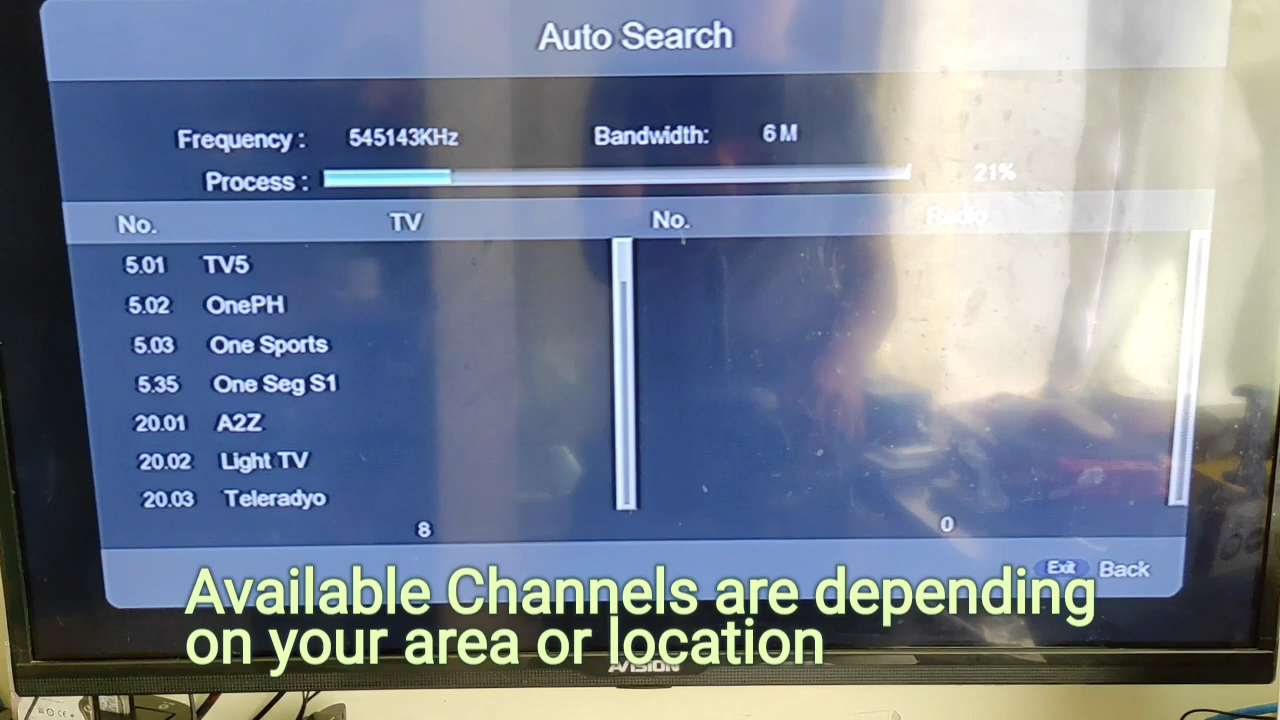 Auto Search
Frequency : 545143KHz Bandwidth: 6 M
Process : 21%
No. TV No. Radio
5.01 TV5
5.02 OnePH
5.03 One Sports
5.35 One Seg S1
20.01 A2Z
20.02 Light TV
20.03 Teleradyo
8 0
Exit Back
Available Channels are depending
on your area or location
AVISION